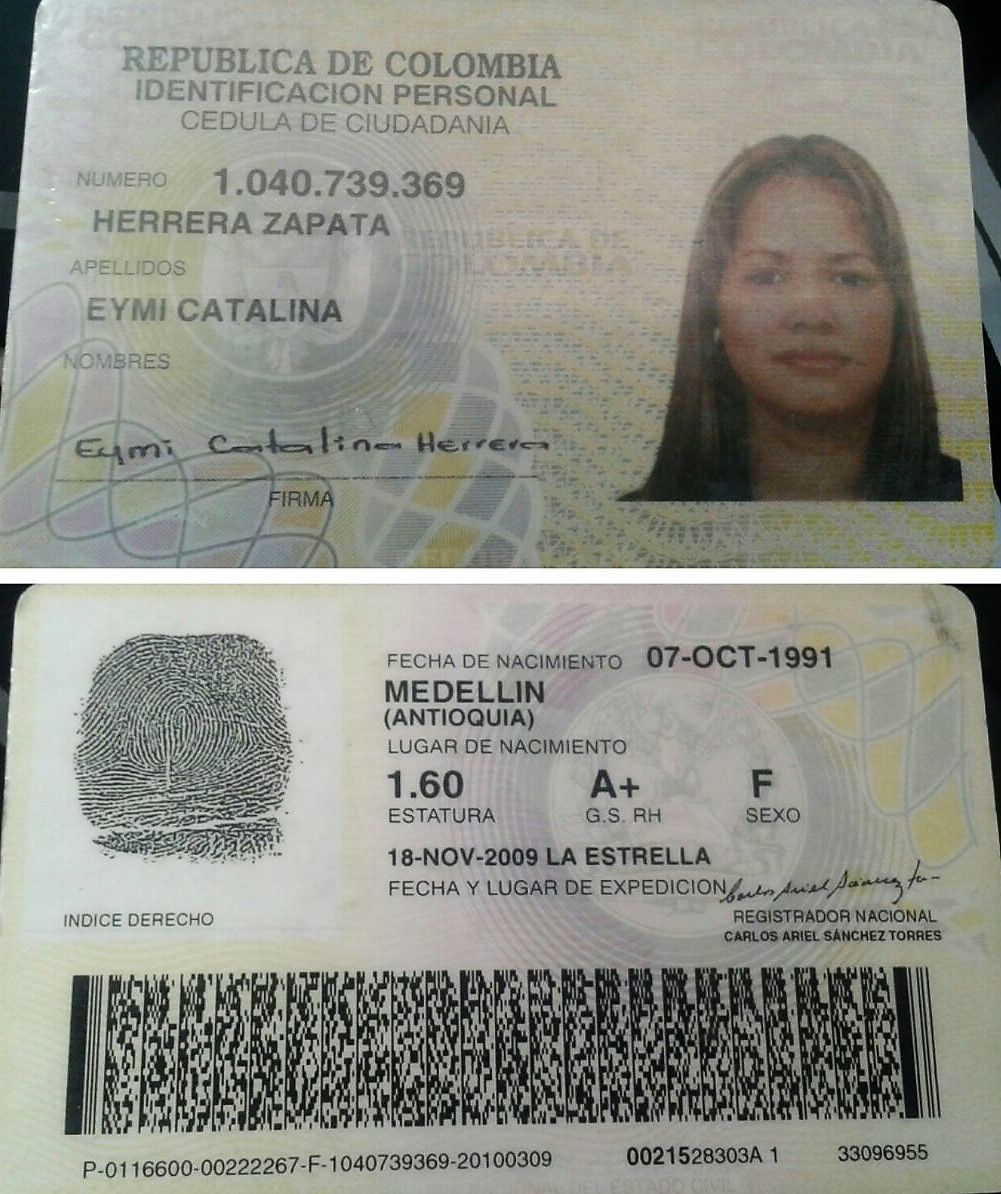 REPUBLICA DE COLOMBIA
IDENTIFICACION PERSONAL
CEDULA DE CIUDADANIA
NUMERO 1.040.739.369
HERRERA ZAPATA
APELLIDOS
REPUBLICA DE
COLOMBIA
EYMI CATALINA
NOMBRES
Eymi Catalina Herrera
FIRMA
FECHA DE NACIMIENTO 07-OCT-1991
MEDELLIN
(ANTIOQUIA)
LUGAR DE NACIMIENTO
1.60 A+ F
ESTATURA G.S. RH SEXO
18-NOV-2009 LA ESTRELLA
FECHA Y LUGAR DE EXPEDICION
INDICE DERECHO
REGISTRADOR NACIONAL
CARLOS ARIEL SÁNCHEZ TORRES
P-0116600-00222267-F-1040739369-20100309 0021528303A 1 33096955